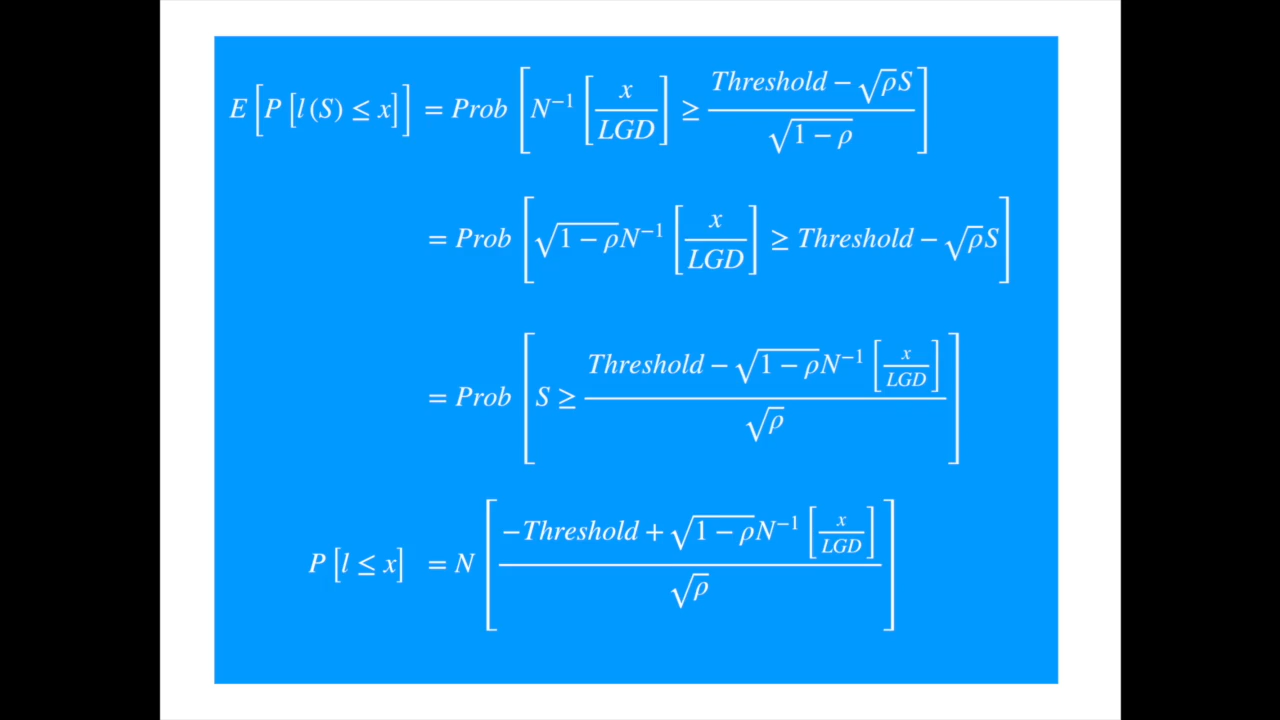 E[P[l(S) ≤ x]] = Prob [N⁻¹ [x/LGD] ≥ (Threshold − √ρS)/√(1 − ρ)]
= Prob [√(1 − ρ)N⁻¹ [x/LGD] ≥ Threshold − √ρS]
= Prob [S ≥ (Threshold − √(1 − ρ)N⁻¹ [x/LGD])/√ρ]
P[l ≤ x] = N [(−Threshold + √(1 − ρ)N⁻¹ [x/LGD])/√ρ]